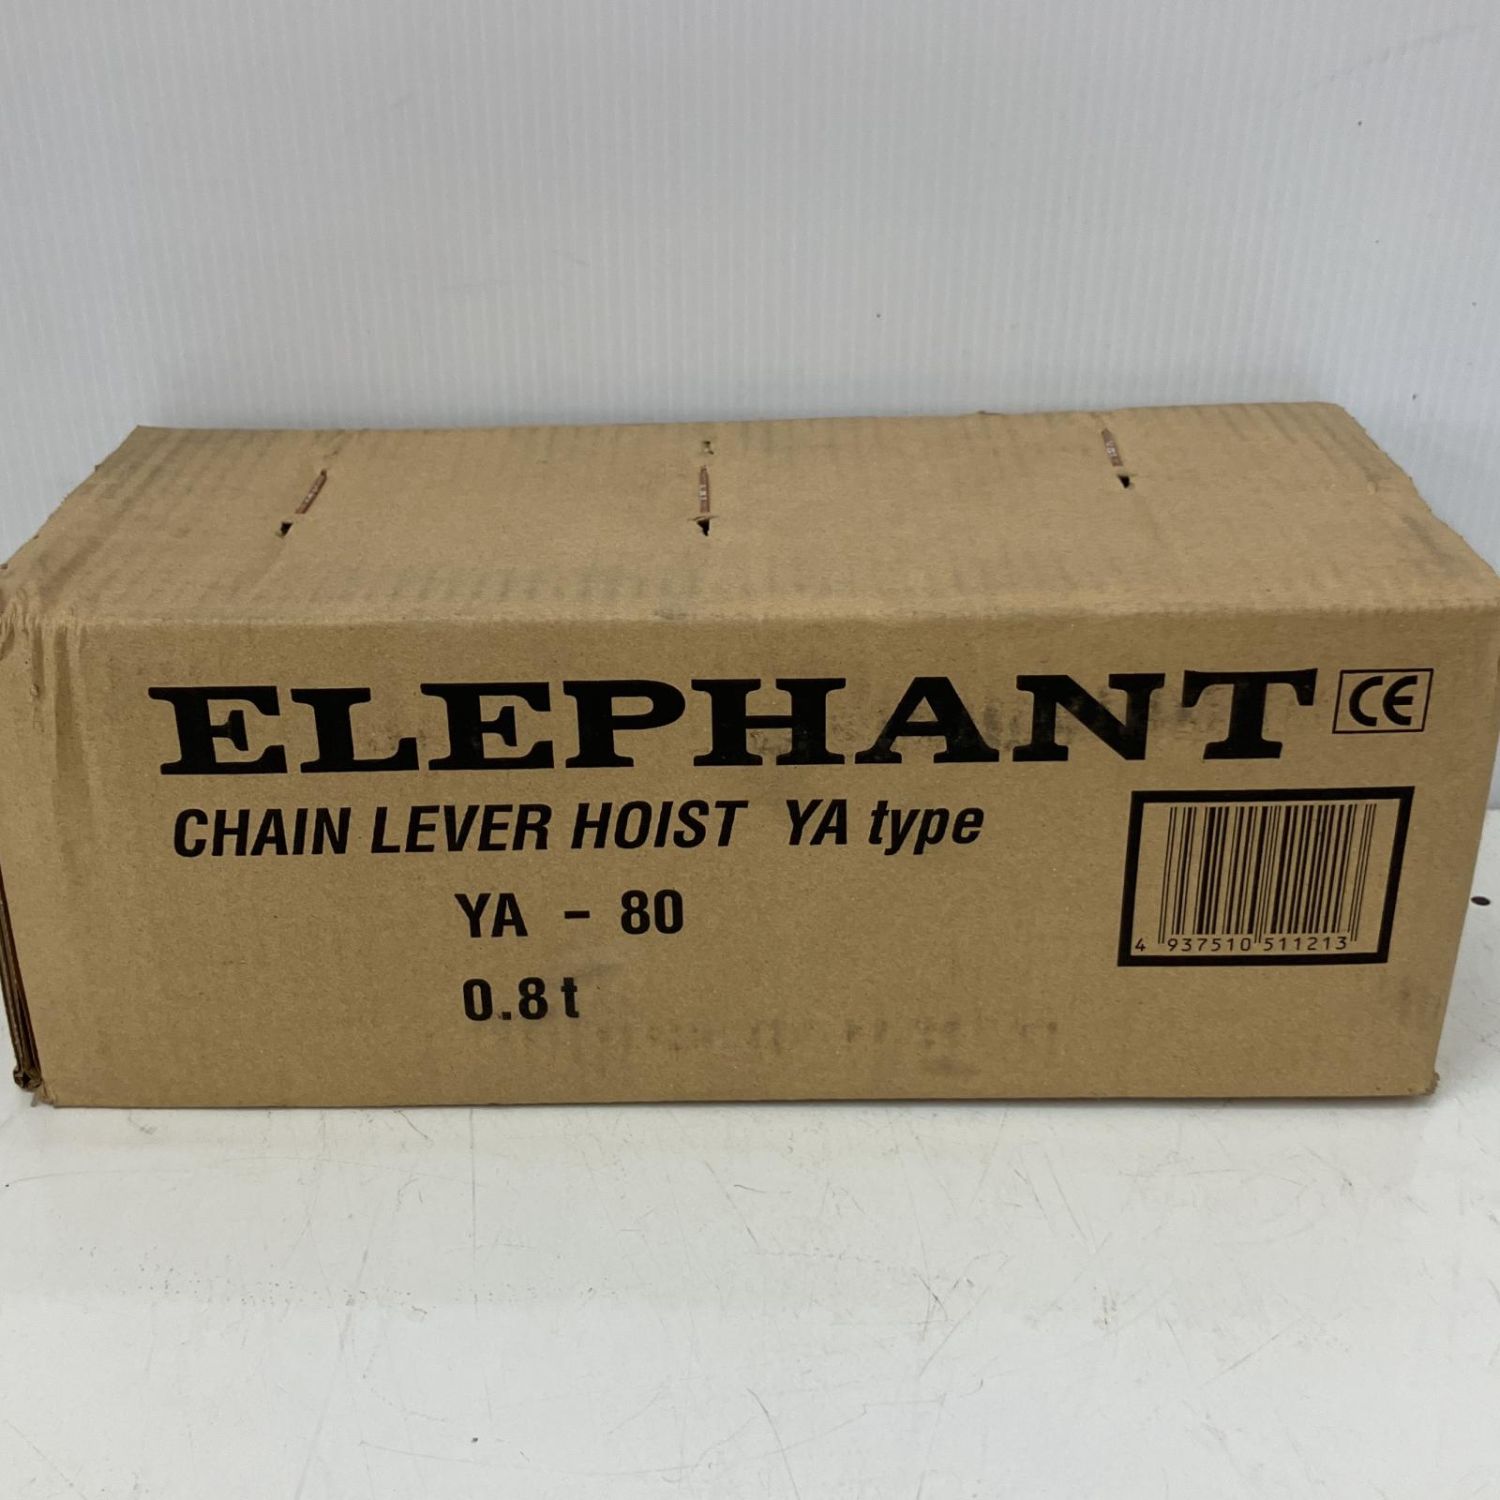 ELEPHANT CE
CHAIN LEVER HOIST YA type
YA - 80
0.8t
4 937510 511213